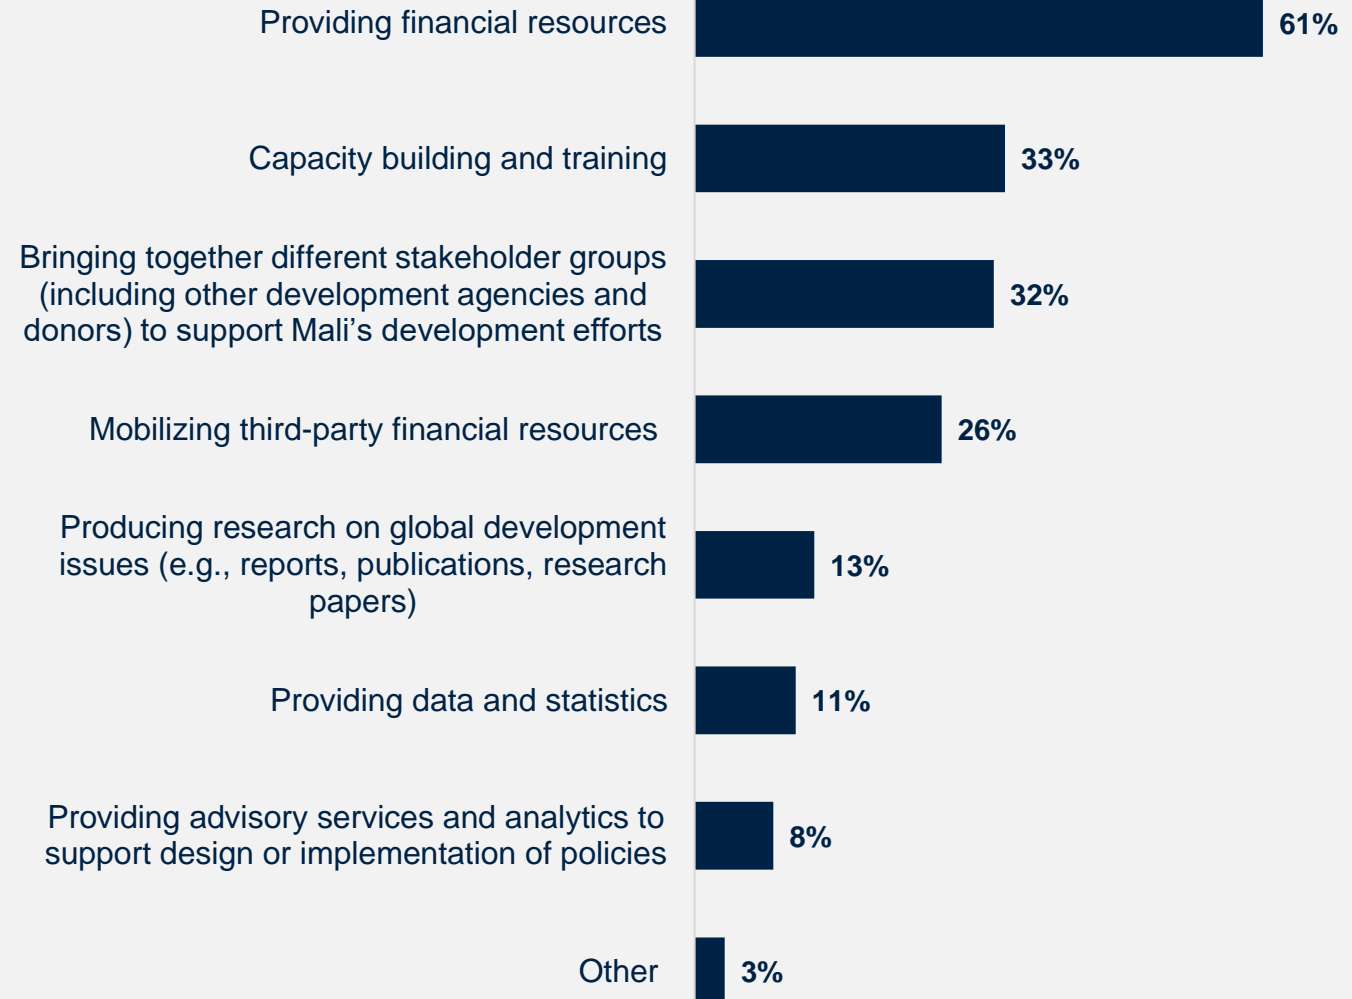 Providing financial resources 61%
Capacity building and training 33%
Bringing together different stakeholder groups
(including other development agencies and
donors) to support Mali’s development efforts
32%
Mobilizing third-party financial resources 26%
Producing research on global development
issues (e.g., reports, publications, research
papers)
13%
Providing data and statistics 11%
Providing advisory services and analytics to
support design or implementation of policies
8%
Other 3%